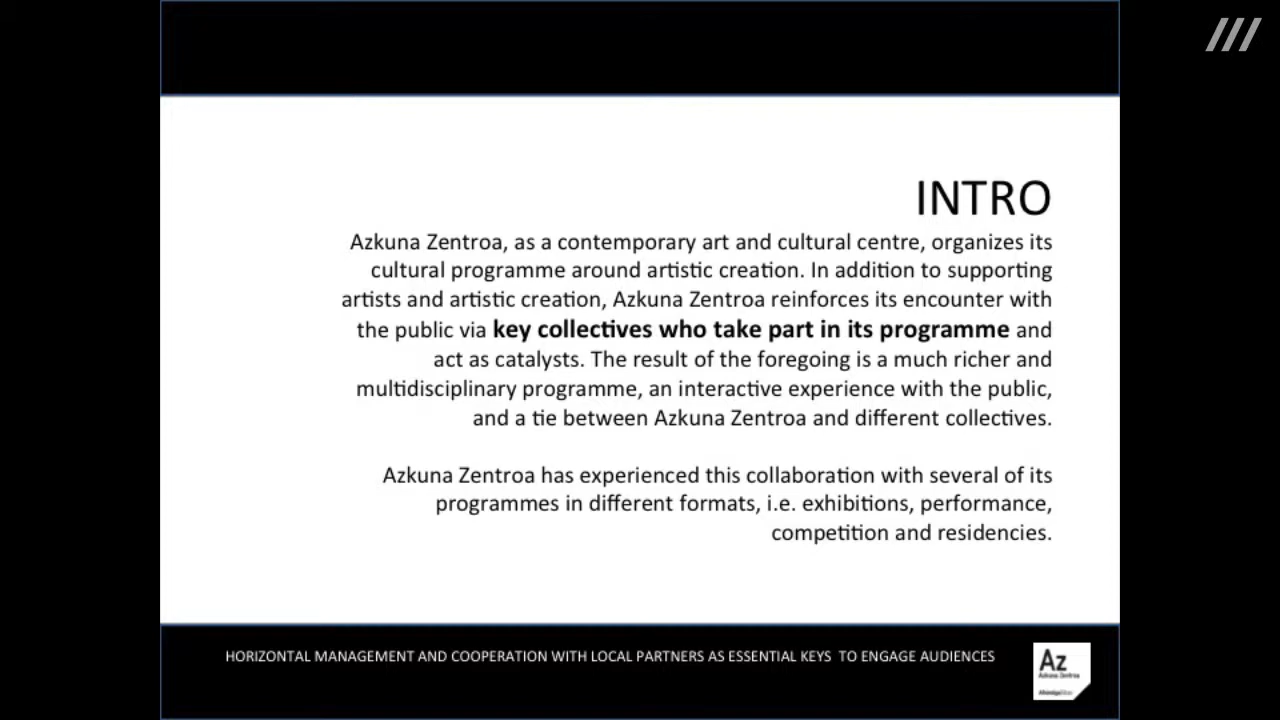 INTRO
Azkuna Zentroa, as a contemporary art and cultural centre, organizes its
cultural programme around artistic creation. In addition to supporting
artists and artistic creation, Azkuna Zentroa reinforces its encounter with
the public via key collectives who take part in its programme and
act as catalysts. The result of the foregoing is a much richer and
multidisciplinary programme, an interactive experience with the public,
and a tie between Azkuna Zentroa and different collectives.
Azkuna Zentroa has experienced this collaboration with several of its
programmes in different formats, i.e. exhibitions, performance,
competition and residencies.
HORIZONTAL MANAGEMENT AND COOPERATION WITH LOCAL PARTNERS AS ESSENTIAL KEYS TO ENGAGE AUDIENCES
Az
Azkuna Zentroa